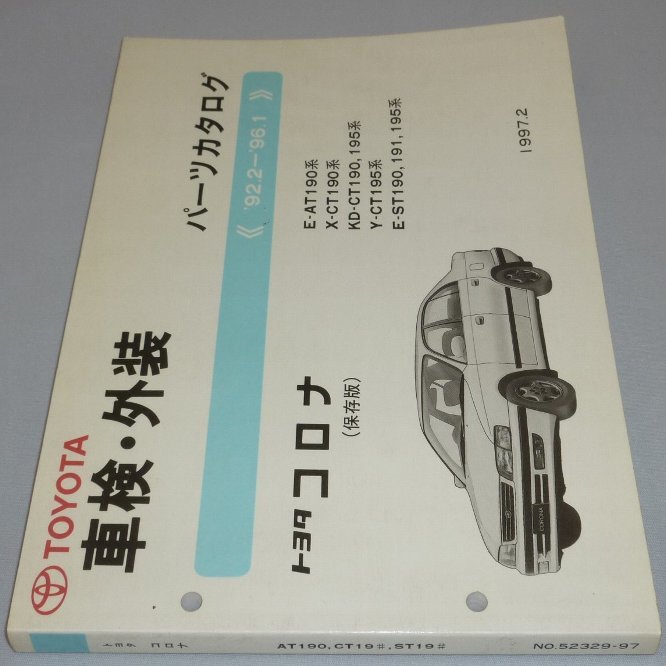 TOYOTA
車検・外装
パーツカタログ
《 '92.2－'96.1 》
トヨタ コロナ
(保存版)
E-AT190系
X-CT190系
KD-CT190,195系
Y-CT195系
E-ST190,191,195系
1997.2
CORONA
トヨタ コロナ
AT190,CT19#,ST19#
NO.52329-97